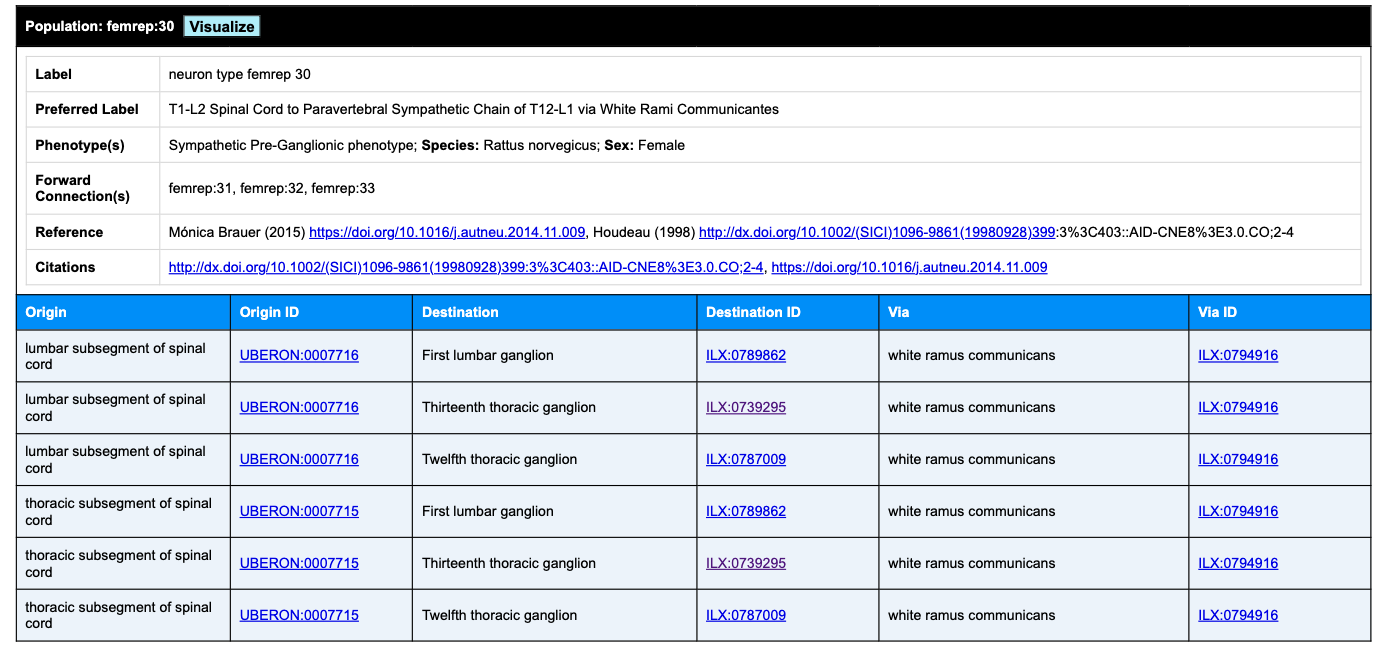 Population: femrep:30 Visualize
Label neuron type femrep 30
Preferred Label T1-L2 Spinal Cord to Paravertebral Sympathetic Chain of T12-L1 via White Rami Communicantes
Phenotype(s) Sympathetic Pre-Ganglionic phenotype; Species: Rattus norvegicus; Sex: Female
Forward
Connection(s) femrep:31, femrep:32, femrep:33
Reference Mónica Brauer (2015) https://doi.org/10.1016/j.autneu.2014.11.009, Houdeau (1998) http://dx.doi.org/10.1002/(SICI)1096-9861(19980928)399:3%3C403::AID-CNE8%3E3.0.CO;2-4
Citations http://dx.doi.org/10.1002/(SICI)1096-9861(19980928)399:3%3C403::AID-CNE8%3E3.0.CO;2-4, https://doi.org/10.1016/j.autneu.2014.11.009
Origin Origin ID Destination Destination ID Via Via ID
lumbar subsegment of spinal
cord UBERON:0007716 First lumbar ganglion ILX:0789862 white ramus communicans ILX:0794916
lumbar subsegment of spinal
cord UBERON:0007716 Thirteenth thoracic ganglion ILX:0739295 white ramus communicans ILX:0794916
lumbar subsegment of spinal
cord UBERON:0007716 Twelfth thoracic ganglion ILX:0787009 white ramus communicans ILX:0794916
thoracic subsegment of spinal
cord UBERON:0007715 First lumbar ganglion ILX:0789862 white ramus communicans ILX:0794916
thoracic subsegment of spinal
cord UBERON:0007715 Thirteenth thoracic ganglion ILX:0739295 white ramus communicans ILX:0794916
thoracic subsegment of spinal
cord UBERON:0007715 Twelfth thoracic ganglion ILX:0787009 white ramus communicans ILX:0794916